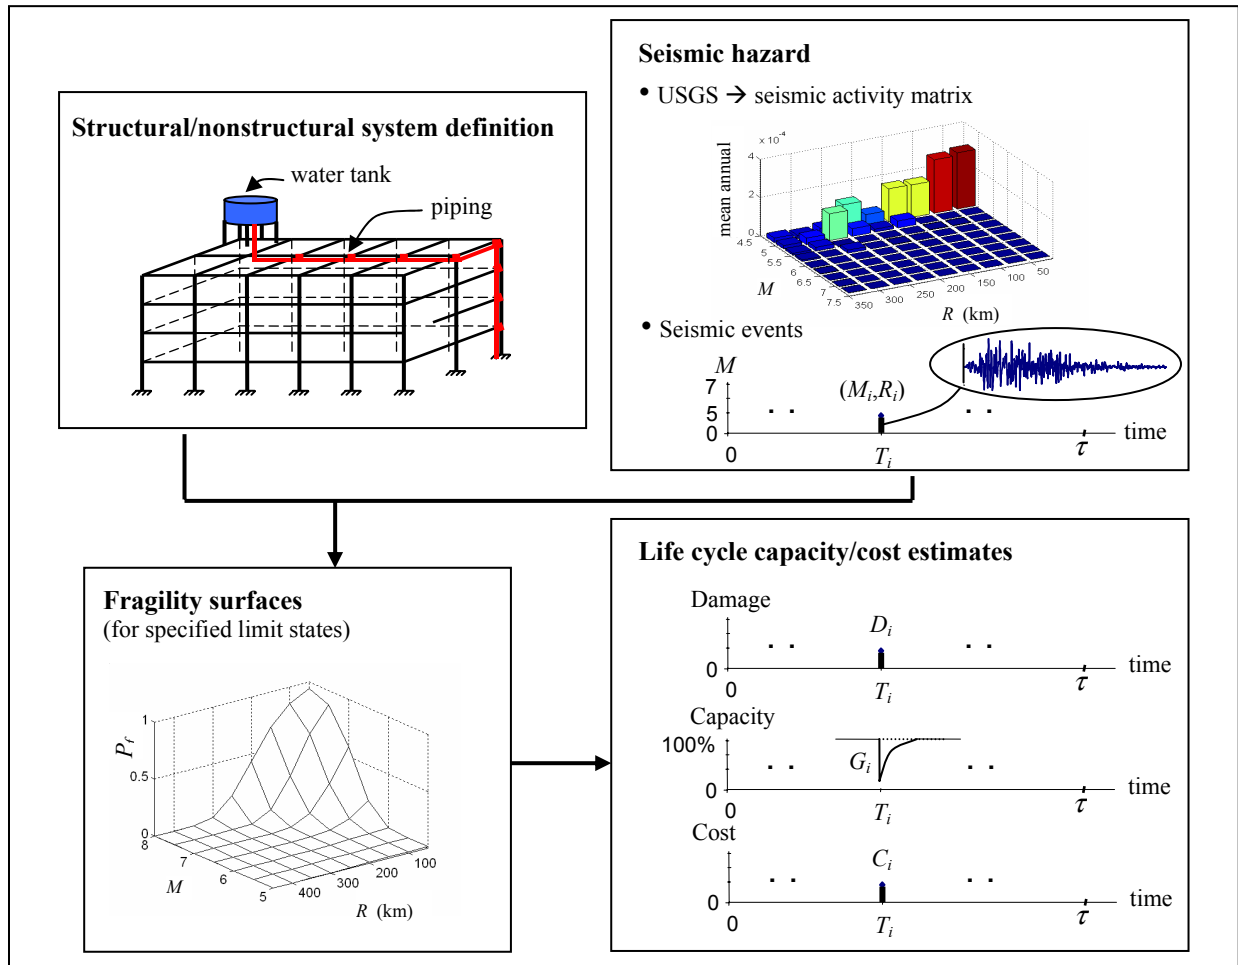 Structural/nonstructural system definition
water tank
piping
Seismic hazard
• USGS → seismic activity matrix
x 10⁻⁴
4
2
0
mean annual
4.5
5
5.5
6
6.5
7
7.5
M
350
300
250
200
150
100
50
R (km)
• Seismic events
M
7
5
0
(Mᵢ,Rᵢ)
0
Tᵢ
τ
time
Fragility surfaces
(for specified limit states)
1
0.5
0
P_f
8
7
6
5
M
400
300
200
100
R (km)
Life cycle capacity/cost estimates
Damage
Dᵢ
0
0
Tᵢ
τ
time
Capacity
100%
Gᵢ
0
0
Tᵢ
τ
time
Cost
Cᵢ
0
0
Tᵢ
τ
time